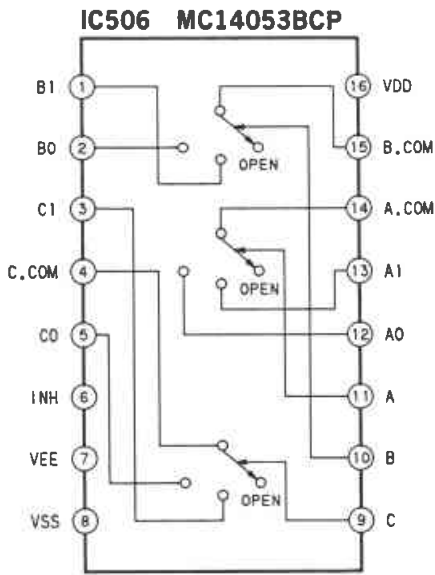 IC506 MC14053BCP
B1 1 16 VDD
B0 2 15 B.COM
OPEN
C1 3 14 A.COM
C.COM 4 13 A1
OPEN
C0 5 12 A0
INH 6 11 A
VEE 7 10 B
VSS 8 9 C
OPEN